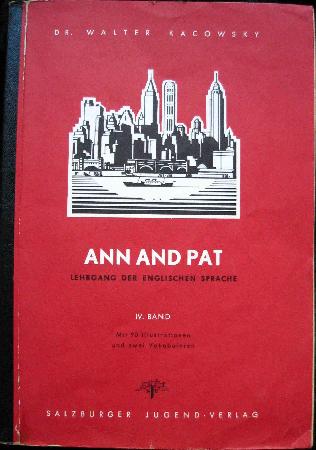 DR. WALTER KACOWSKY
ANN AND PAT
LEHRGANG DER ENGLISCHEN SPRACHE
IV. BAND
Mit 90 Illustrationen
und zwei Vokabularien
SALZBURGER JUGEND-VERLAG